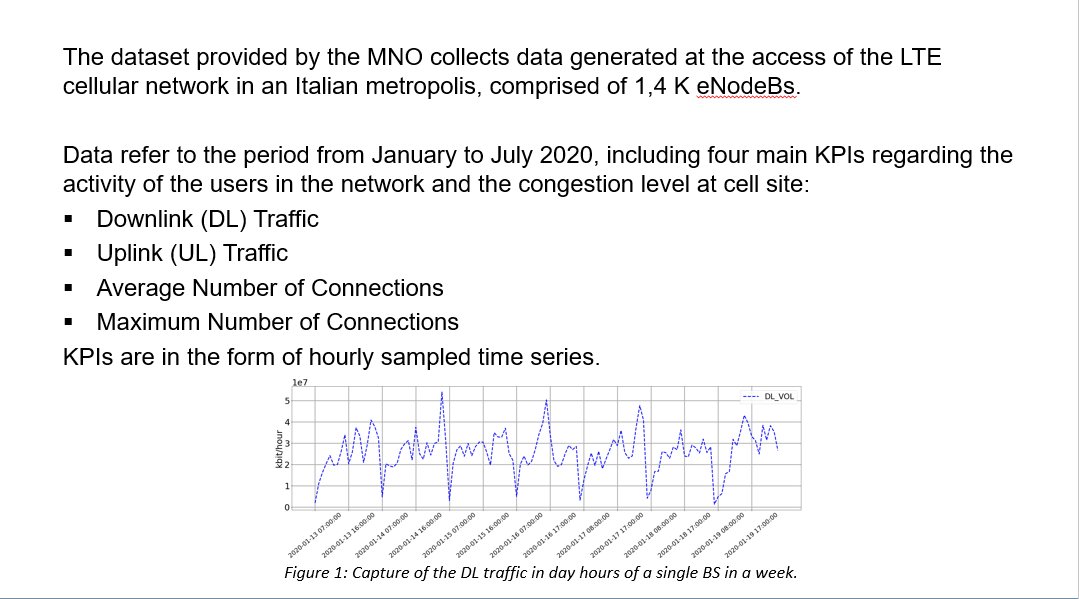 The dataset provided by the MNO collects data generated at the access of the LTE
cellular network in an Italian metropolis, comprised of 1,4 K eNodeBs.
Data refer to the period from January to July 2020, including four main KPIs regarding the
activity of the users in the network and the congestion level at cell site:
▪ Downlink (DL) Traffic
▪ Uplink (UL) Traffic
▪ Average Number of Connections
▪ Maximum Number of Connections
KPIs are in the form of hourly sampled time series.
1e7
DL_VOL
5
4
3
2
1
0
kbit/hour
2020-01-13 07:00:00
2020-01-13 16:00:00
2020-01-14 07:00:00
2020-01-14 16:00:00
2020-01-15 07:00:00
2020-01-15 16:00:00
2020-01-16 07:00:00
2020-01-16 17:00:00
2020-01-17 08:00:00
2020-01-17 17:00:00
2020-01-18 08:00:00
2020-01-18 17:00:00
2020-01-19 08:00:00
2020-01-19 17:00:00
Figure 1: Capture of the DL traffic in day hours of a single BS in a week.